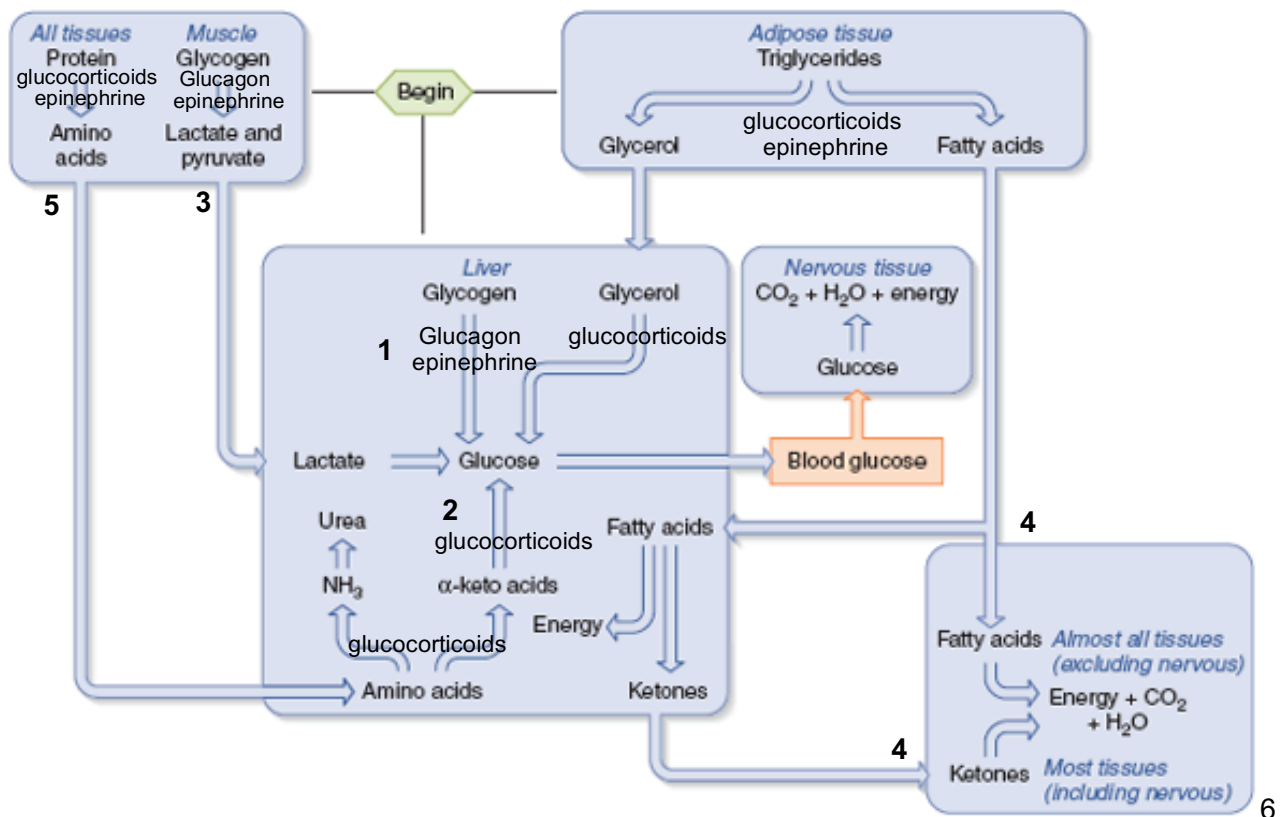 All tissues
Protein
glucocorticoids
epinephrine
Amino
acids
Muscle
Glycogen
Glucagon
epinephrine
Lactate and
pyruvate
Begin
Adipose tissue
Triglycerides
glucocorticoids
epinephrine
Glycerol
Fatty acids
5
3
Liver
Glycogen
Glycerol
1
Glucagon
epinephrine
glucocorticoids
Lactate
Glucose
Blood glucose
Nervous tissue
CO₂ + H₂O + energy
Glucose
2
glucocorticoids
Urea
NH₃
α-keto acids
glucocorticoids
Amino acids
Fatty acids
Energy
Ketones
4
4
Fatty acids
Almost all tissues
(excluding nervous)
Energy + CO₂
+ H₂O
Ketones
Most tissues
(including nervous)
6